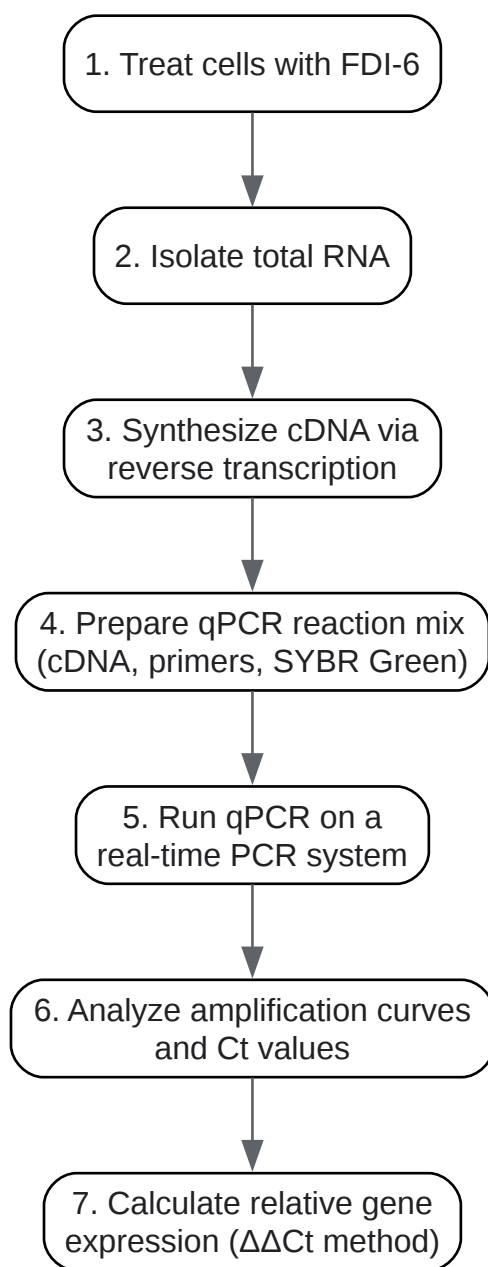 1. Treat cells with FDI-6
2. Isolate total RNA
3. Synthesize cDNA via
reverse transcription
4. Prepare qPCR reaction mix
(cDNA, primers, SYBR Green)
5. Run qPCR on a
real-time PCR system
6. Analyze amplification curves
and Ct values
7. Calculate relative gene
expression (ΔΔCt method)